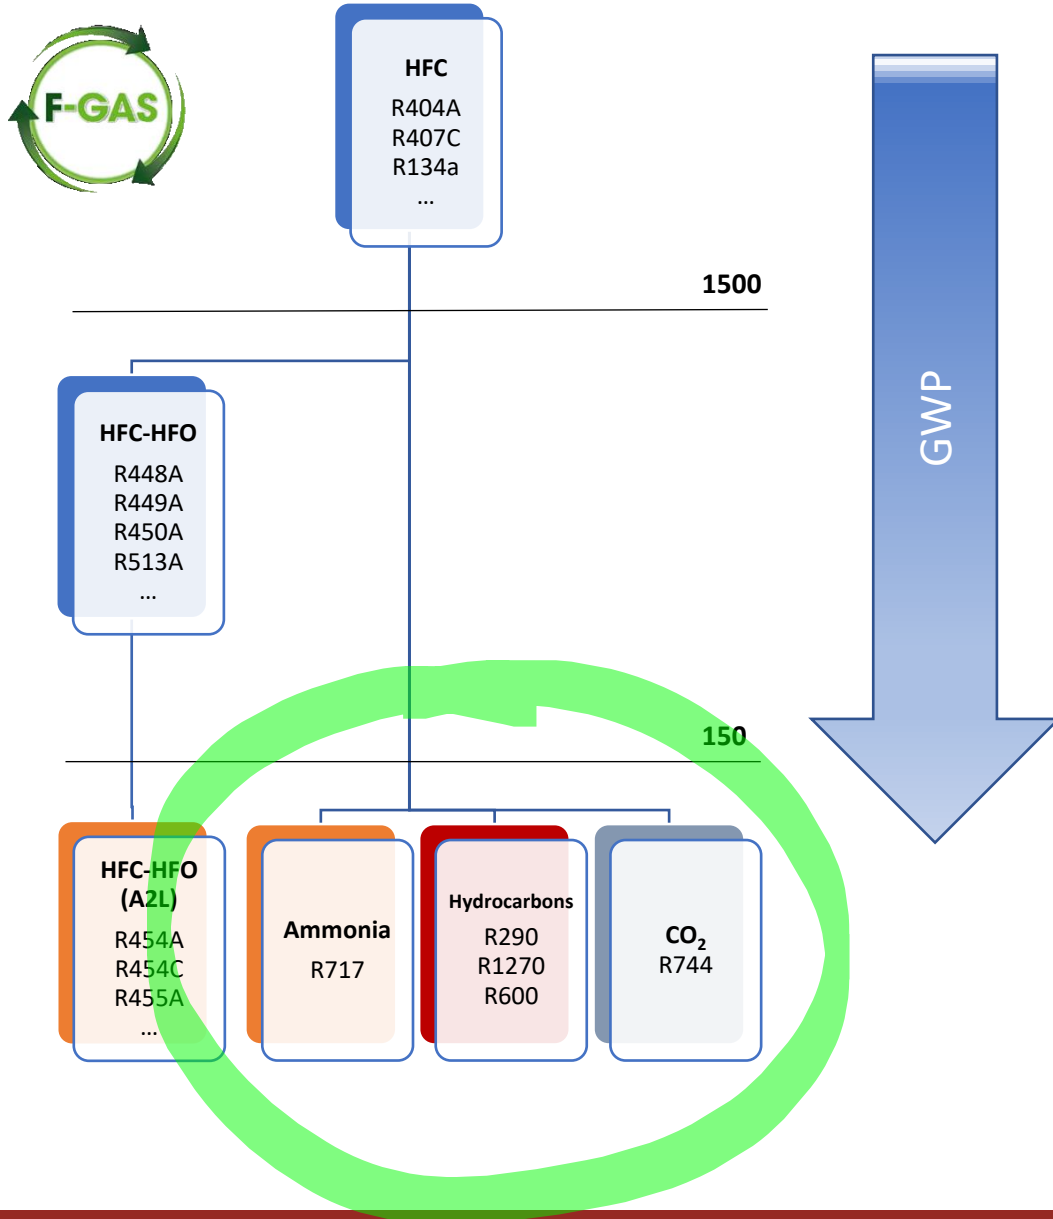 F-GAS
HFC
R404A
R407C
R134a
...
1500
GWP
HFC-HFO
R448A
R449A
R450A
R513A
...
150
HFC-HFO
(A2L)
R454A
R454C
R455A
...
Ammonia
R717
Hydrocarbons
R290
R1270
R600
CO₂
R744